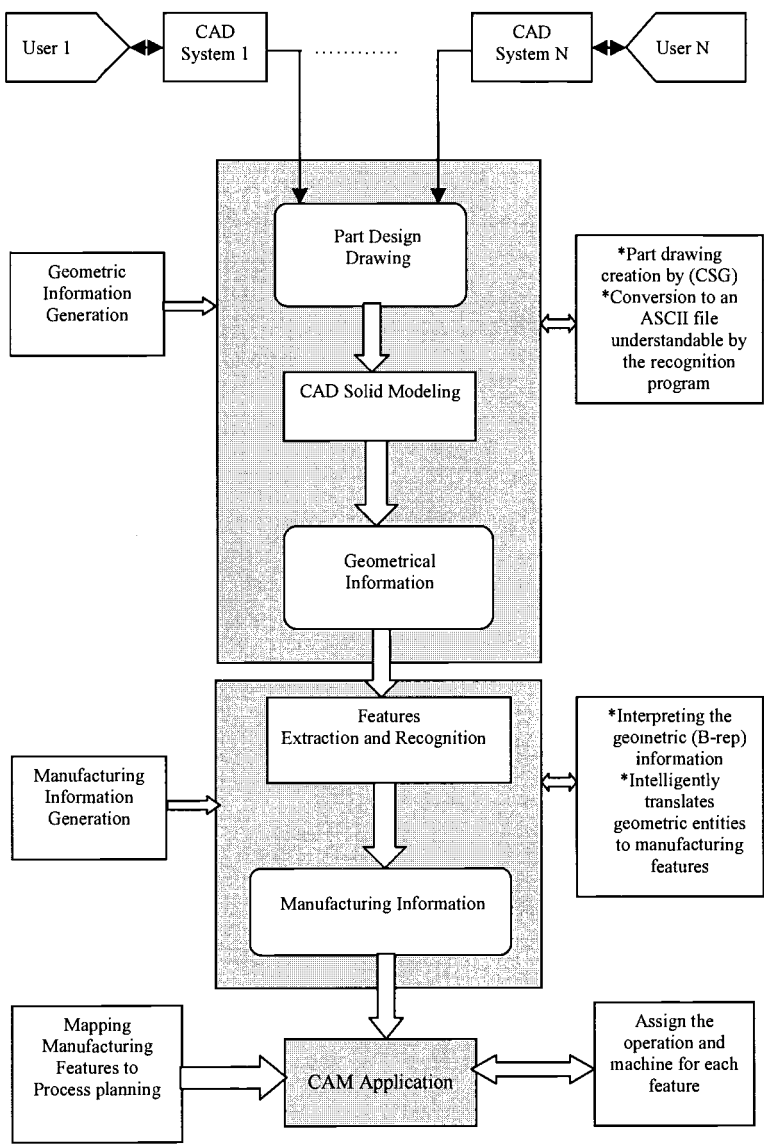 User 1
CAD
System 1
............
CAD
System N
User N
Part Design
Drawing
Geometric
Information
Generation
*Part drawing
creation by (CSG)
*Conversion to an
ASCII file
understandable by
the recognition
program
CAD Solid Modeling
Geometrical
Information
Features
Extraction and Recognition
Manufacturing
Information
Generation
*Interpreting the
geometric (B-rep)
information
*Intelligently
translates
geometric entities
to manufacturing
features
Manufacturing Information
Mapping
Manufacturing
Features to
Process planning
CAM Application
Assign the
operation and
machine for each
feature